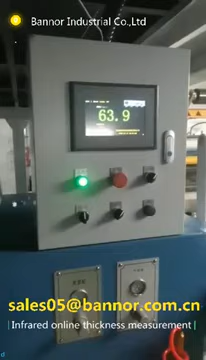 Bannor Industrial Co.,Ltd
63.9
sales05@bannor.com.cn
|Infrared online thickness measurement|